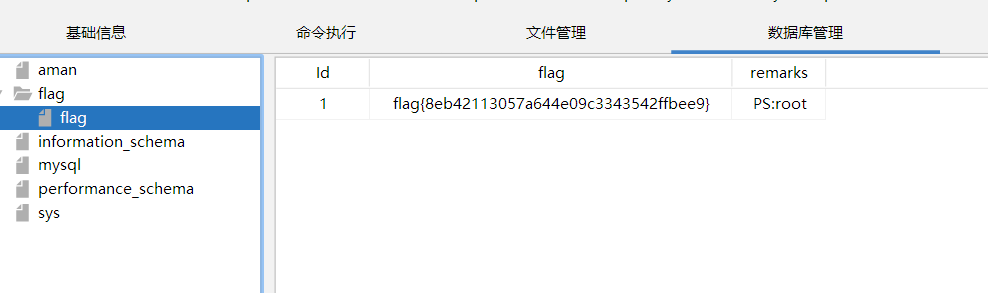 基础信息 命令执行 文件管理 数据库管理
aman
flag
flag
information_schema
mysql
performance_schema
sys
Id flag remarks
1 flag{8eb42113057a644e09c3343542ffbee9} PS:root